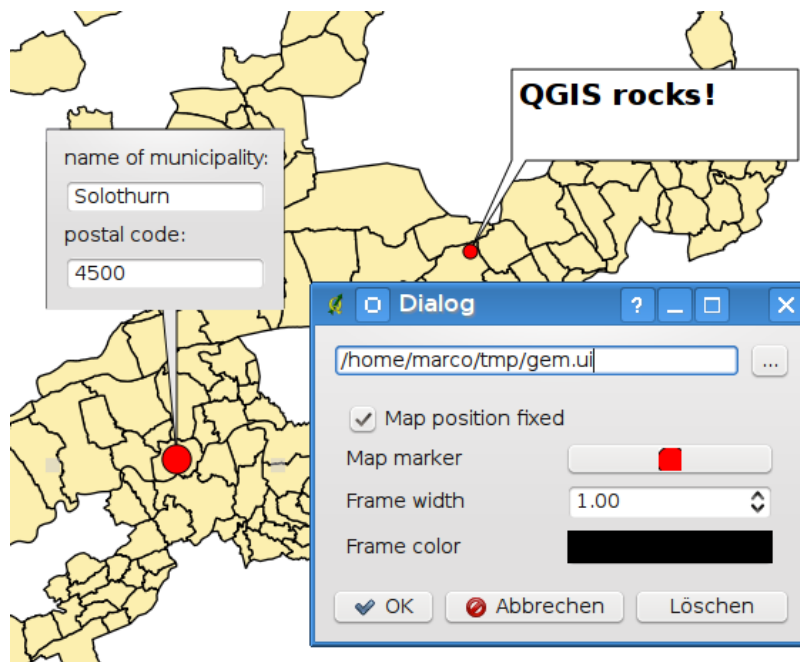 QGIS rocks!
name of municipality:
Solothurn
postal code:
4500
Dialog
?
/home/marco/tmp/gem.ui
...
Map position fixed
Map marker
Frame width
1.00
Frame color
OK
Abbrechen
Löschen